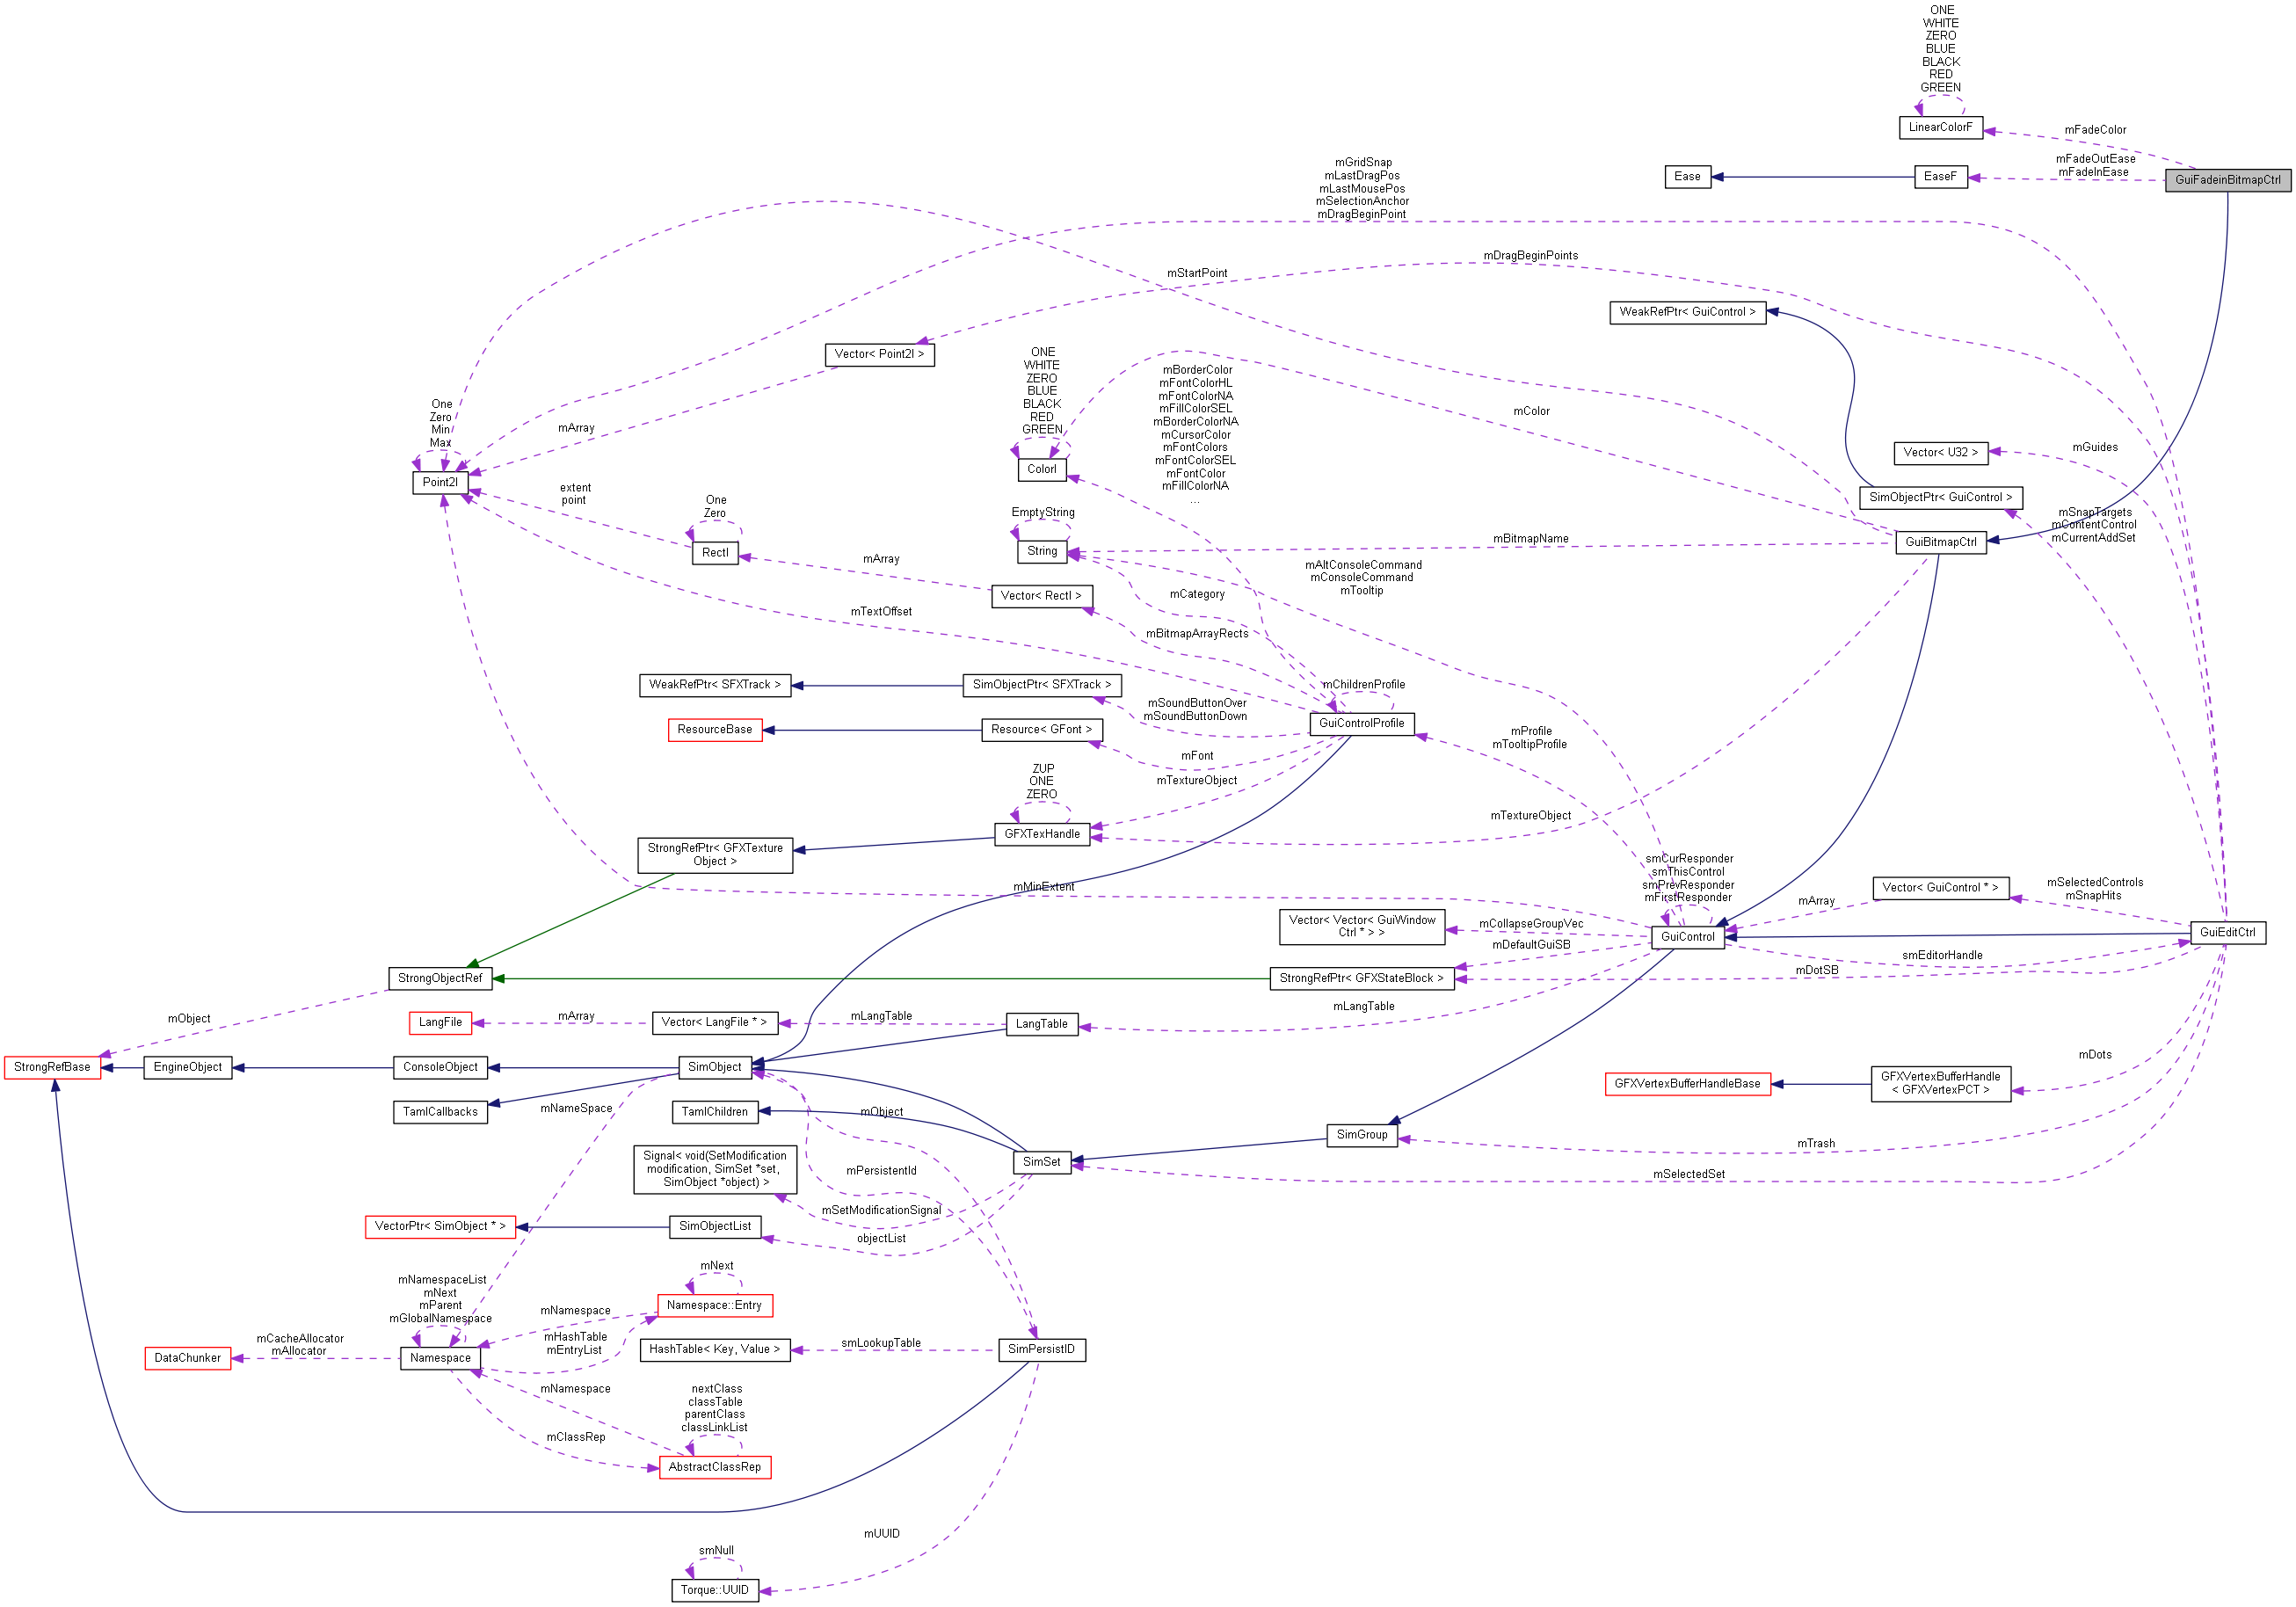 ONE
WHITE
ZERO
BLUE
BLACK
RED
GREEN
LinearColorF
mFadeColor
mGridSnap
mLastDragPos
mLastMousePos
mSelectionAnchor
mDragBeginPoint
Ease
EaseF
mFadeOutEase
mFadeInEase
GuiFadeinBitmapCtrl
mStartPoint
mDragBeginPoints
WeakRefPtr< GuiControl >
Vector< Point2I >
ONE
WHITE
ZERO
BLUE
BLACK
RED
GREEN
mBorderColor
mFontColorHL
mFontColorNA
mFillColorSEL
mBorderColorNA
mCursorColor
mFontColors
mFontColorSEL
mFontColor
mFillColorNA
...
mColor
One
Zero
Min
Max
mArray
Point2I
ColorI
mGuides
Vector< U32 >
SimObjectPtr< GuiControl >
extent
point
One
Zero
RectI
EmptyString
String
mBitmapName
GuiBitmapCtrl
mSnapTargets
mContentControl
mCurrentAddSet
mArray
Vector< RectI >
mCategory
mAltConsoleCommand
mConsoleCommand
mTooltip
mTextOffset
mBitmapArrayRects
WeakRefPtr< SFXTrack >
SimObjectPtr< SFXTrack >
mSoundButtonOver
mSoundButtonDown
mChildrenProfile
GuiControlProfile
ResourceBase
Resource< GFont >
mFont
mProfile
mTooltipProfile
mTextureObject
ZUP
ONE
ZERO
GFXTexHandle
mTextureObject
StrongRefPtr< GFXTexture
Object >
mMinExtent
smCurResponder
smThisControl
smPrevResponder
mFirstResponder
GuiControl
Vector< GuiControl * >
mArray
mSelectedControls
mSnapHits
Vector< Vector< GuiWindow
Ctrl * > >
mCollapseGroupVec
mDefaultGuiSB
smEditorHandle
GuiEditCtrl
StrongObjectRef
StrongRefPtr< GFXStateBlock >
mDotSB
mLangTable
mObject
LangFile
mArray
Vector< LangFile * >
mLangTable
LangTable
StrongRefBase
EngineObject
ConsoleObject
SimObject
mDots
GFXVertexBufferHandleBase
GFXVertexBufferHandle
< GFXVertexPCT >
TamlCallbacks
mNameSpace
TamlChildren
mObject
SimGroup
mTrash
Signal< void(SetModification
modification, SimSet *set,
SimObject *object) >
mPersistentId
SimSet
mSelectedSet
mSetModificationSignal
VectorPtr< SimObject * >
SimObjectList
objectList
mNamespaceList
mNext
mParent
mGlobalNamespace
mNext
Namespace::Entry
mNamespace
mHashTable
mEntryList
mCacheAllocator
mAllocator
DataChunker
Namespace
HashTable< Key, Value >
smLookupTable
SimPersistID
mNamespace
nextClass
classTable
parentClass
classLinkList
mClassRep
AbstractClassRep
mUUID
smNull
Torque::UUID